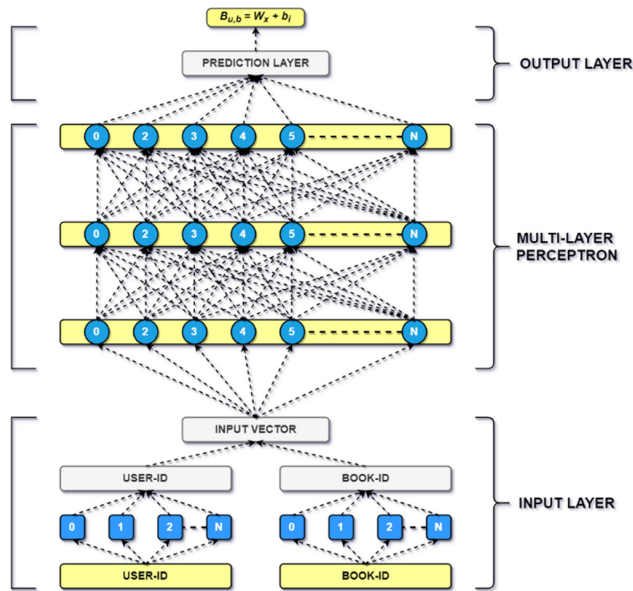 B_{u,b} = W_x + b_i
PREDICTION LAYER
OUTPUT LAYER
0 2 3 4 5 N
0 2 3 4 5 N
MULTI-LAYER
PERCEPTRON
0 2 3 4 5 N
INPUT VECTOR
USER-ID BOOK-ID
INPUT LAYER
0 1 2 N 0 1 2 N
USER-ID BOOK-ID